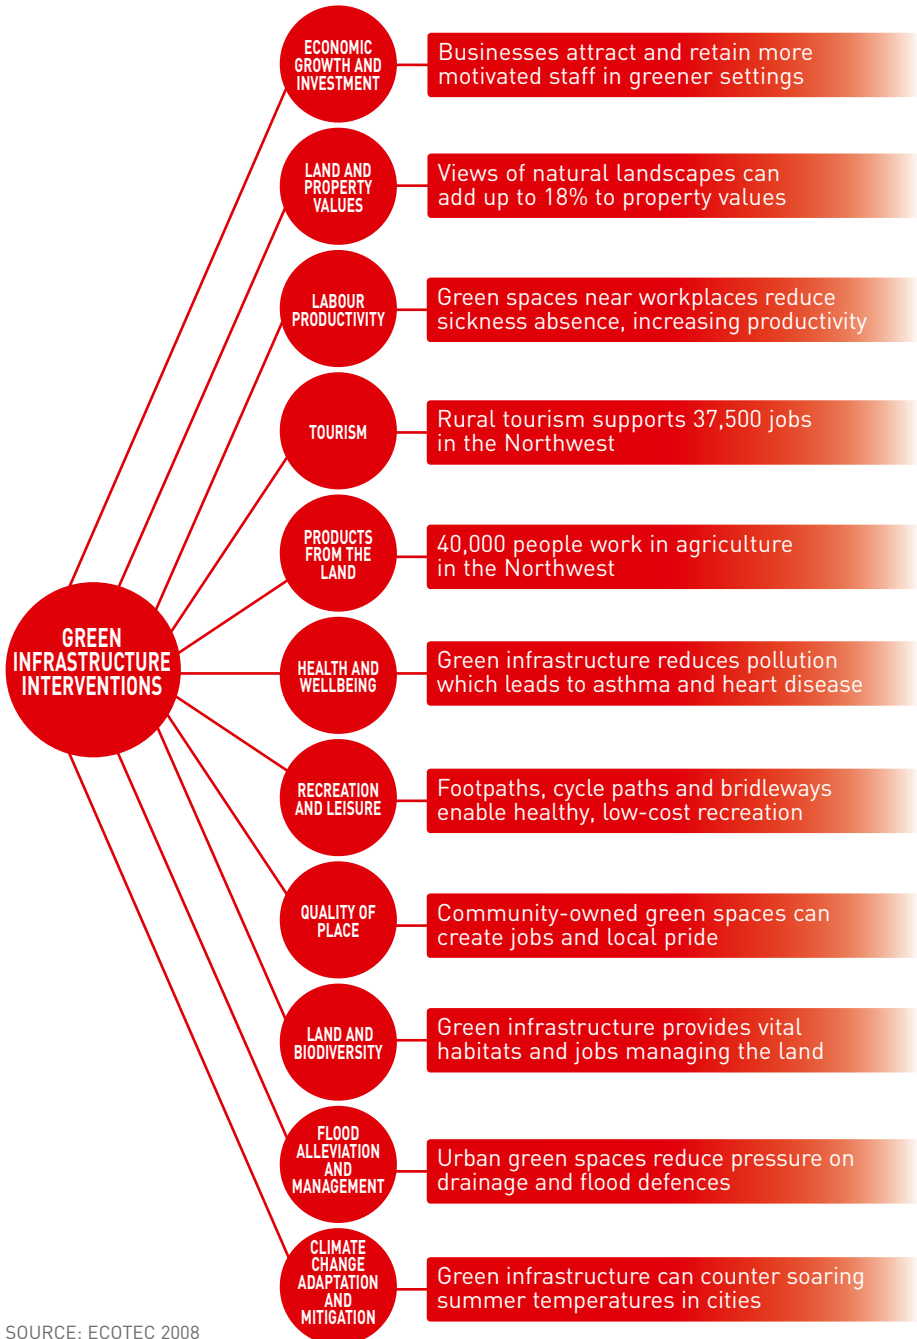 ECONOMIC
GROWTH AND
INVESTMENT
Businesses attract and retain more
motivated staff in greener settings
LAND AND
PROPERTY
VALUES
Views of natural landscapes can
add up to 18% to property values
LABOUR
PRODUCTIVITY
Green spaces near workplaces reduce
sickness absence, increasing productivity
TOURISM
Rural tourism supports 37,500 jobs
in the Northwest
PRODUCTS
FROM THE
LAND
40,000 people work in agriculture
in the Northwest
GREEN
INFRASTRUCTURE
INTERVENTIONS
HEALTH AND
WELLBEING
Green infrastructure reduces pollution
which leads to asthma and heart disease
RECREATION
AND LEISURE
Footpaths, cycle paths and bridleways
enable healthy, low-cost recreation
QUALITY OF
PLACE
Community-owned green spaces can
create jobs and local pride
LAND AND
BIODIVERSITY
Green infrastructure provides vital
habitats and jobs managing the land
FLOOD
ALLEVIATION
AND
MANAGEMENT
Urban green spaces reduce pressure on
drainage and flood defences
CLIMATE
CHANGE
ADAPTATION
AND
MITIGATION
Green infrastructure can counter soaring
summer temperatures in cities
SOURCE: ECOTEC 2008